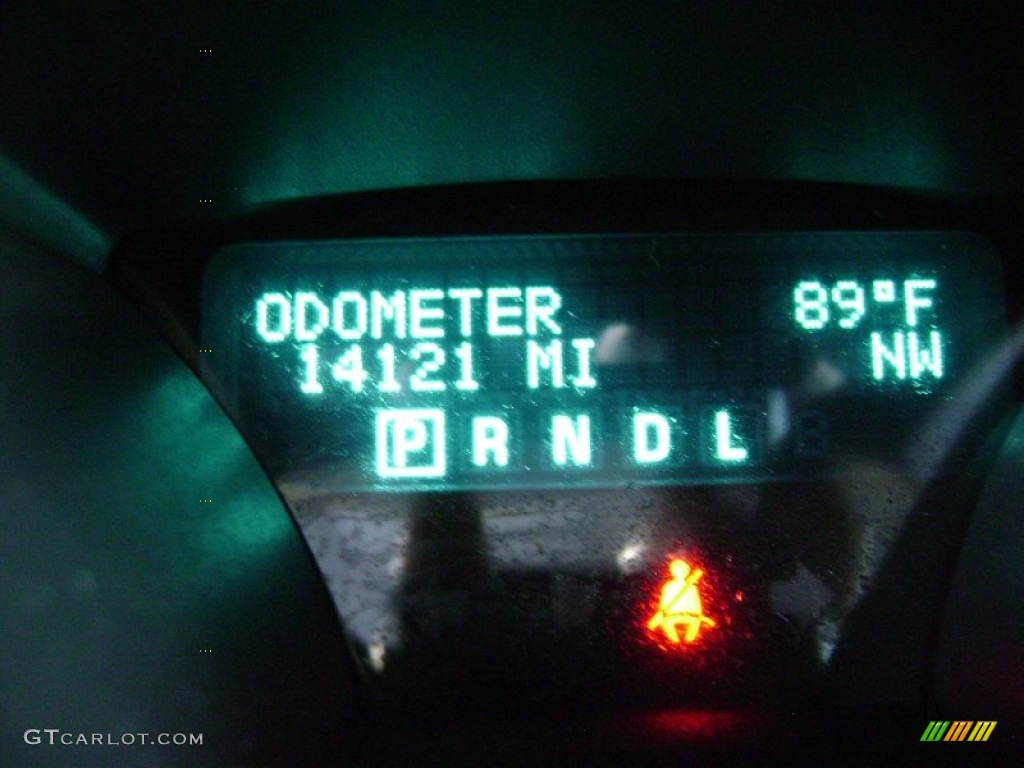 ODOMETER 89°F
14121 MI NW
P R N D L
GTCARLOT.COM